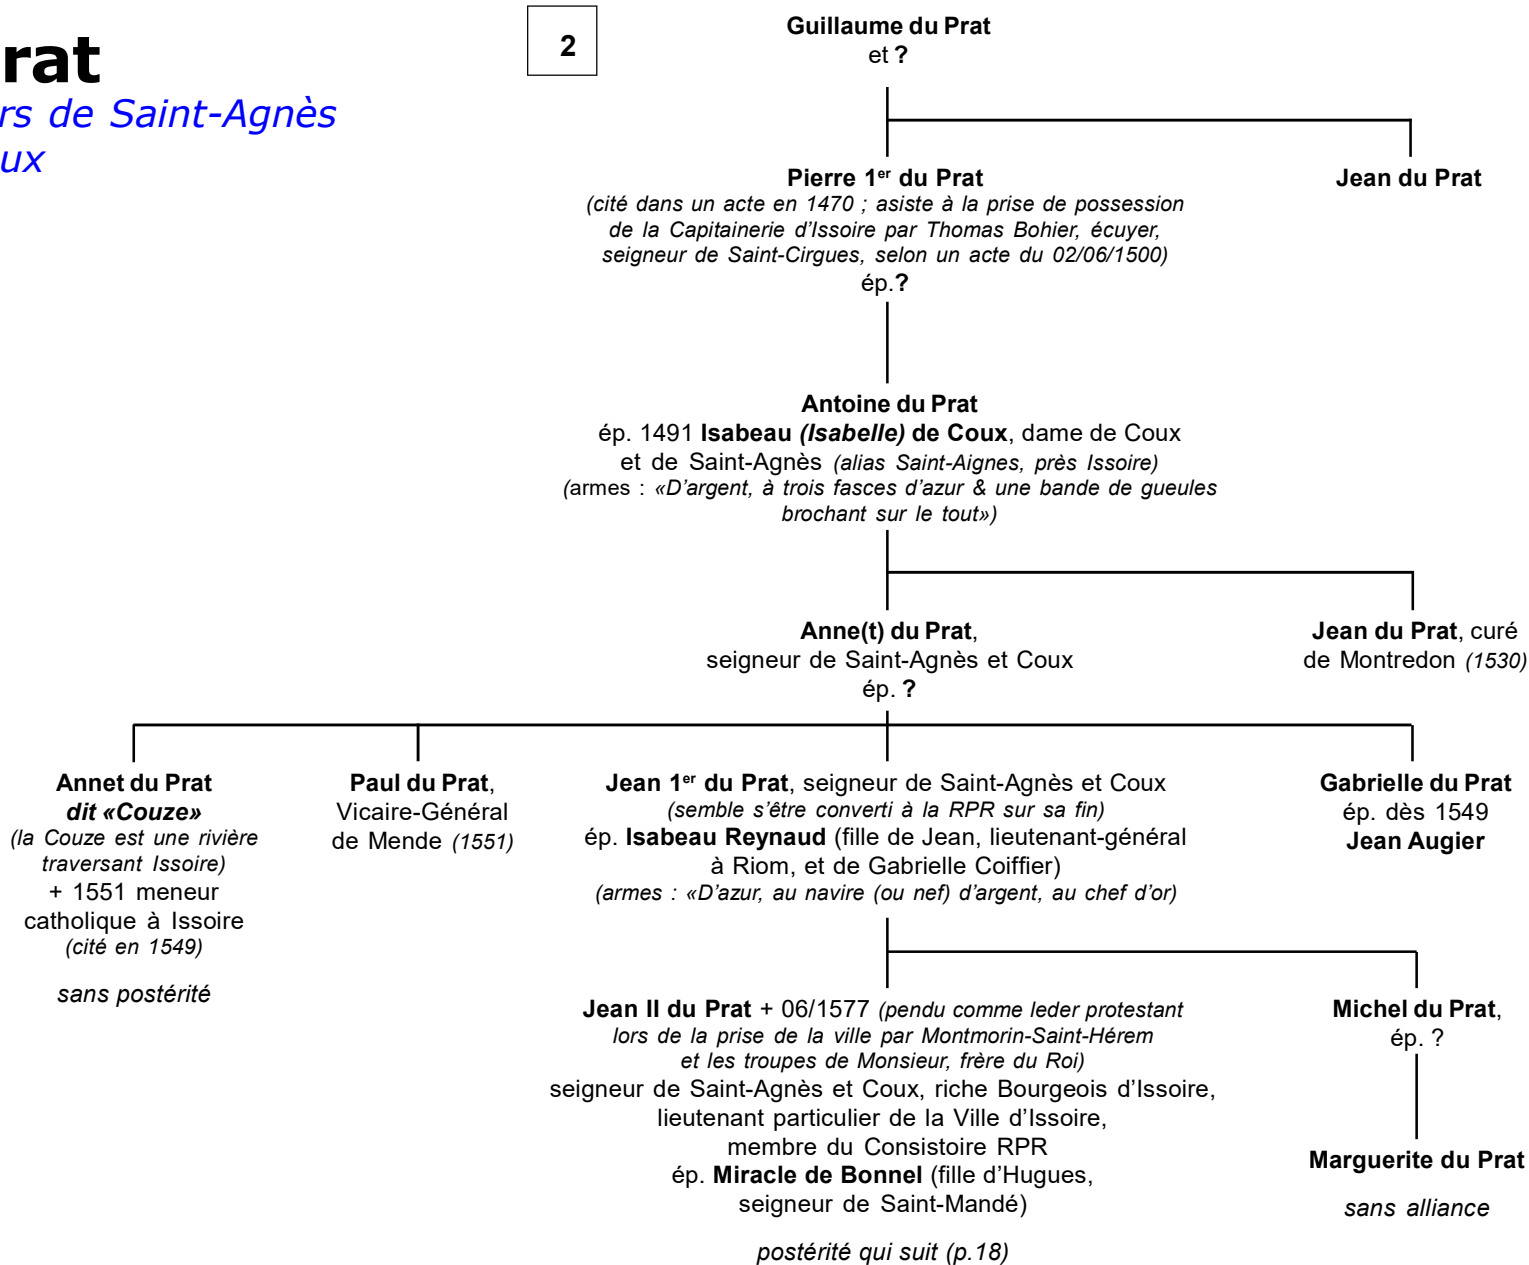 rat
rs de Saint-Agnès
ux
2
Guillaume du Prat
et ?
Pierre 1er du Prat
(cité dans un acte en 1470 ; asiste à la prise de possession
de la Capitainerie d'Issoire par Thomas Bohier, écuyer,
seigneur de Saint-Cirgues, selon un acte du 02/06/1500)
ép.?
Jean du Prat
Antoine du Prat
ép. 1491 Isabeau (Isabelle) de Coux, dame de Coux
et de Saint-Agnès (alias Saint-Aignes, près Issoire)
(armes : «D'argent, à trois fasces d'azur & une bande de gueules
brochant sur le tout»)
Anne(t) du Prat,
seigneur de Saint-Agnès et Coux
ép. ?
Jean du Prat, curé
de Montredon (1530)
Annet du Prat
dit «Couze»
(la Couze est une rivière
traversant Issoire)
+ 1551 meneur
catholique à Issoire
(cité en 1549)
sans postérité
Paul du Prat,
Vicaire-Général
de Mende (1551)
Jean 1er du Prat, seigneur de Saint-Agnès et Coux
(semble s'être converti à la RPR sur sa fin)
ép. Isabeau Reynaud (fille de Jean, lieutenant-général
à Riom, et de Gabrielle Coiffier)
(armes : «D'azur, au navire (ou nef) d'argent, au chef d'or)
Gabrielle du Prat
ép. dès 1549
Jean Augier
Jean II du Prat + 06/1577 (pendu comme leder protestant
lors de la prise de la ville par Montmorin-Saint-Hérem
et les troupes de Monsieur, frère du Roi)
seigneur de Saint-Agnès et Coux, riche Bourgeois d'Issoire,
lieutenant particulier de la Ville d'Issoire,
membre du Consistoire RPR
ép. Miracle de Bonnel (fille d'Hugues,
seigneur de Saint-Mandé)
postérité qui suit (p.18)
Michel du Prat,
ép. ?
Marguerite du Prat
sans alliance